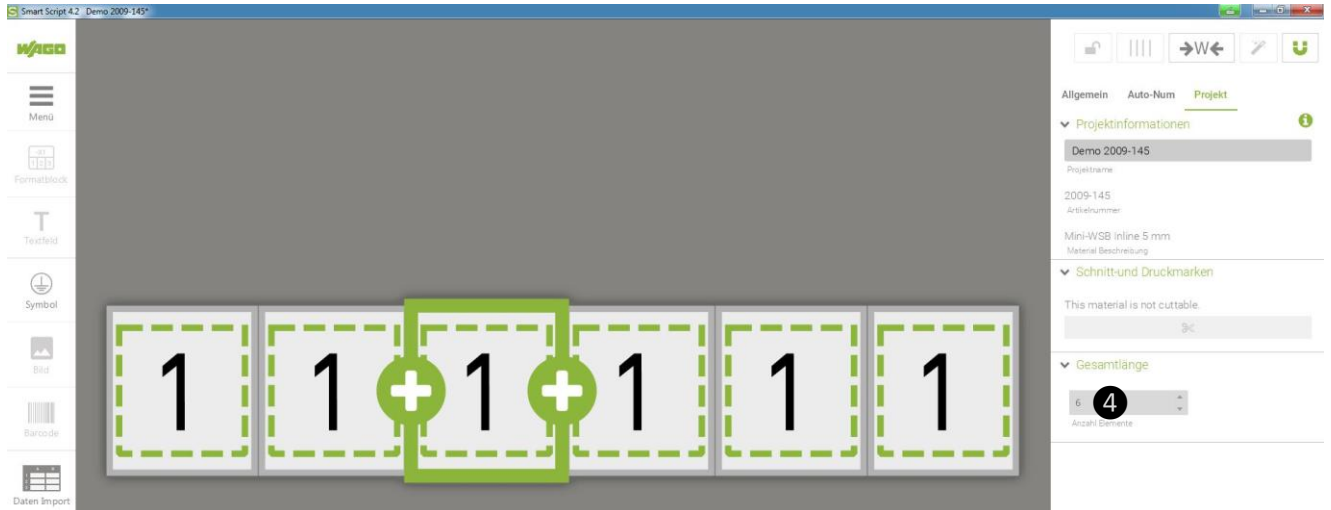 Smart Script 4.2 Demo 2009-145*
WAGO
Menü
Formatblock
T
Textfeld
Symbol
Bild
Barcode
Daten Import
1 1 1 1 1 1
→W←
Allgemein Auto-Num Projekt
Projektinformationen
Demo 2009-145
Projektname
2009-145
Artikelnummer
Mini-WSB Inline 5 mm
Material Beschreibung
Schnitt-und Druckmarken
This material is not cuttable.
Gesamtlänge
6 4
Anzahl Elemente